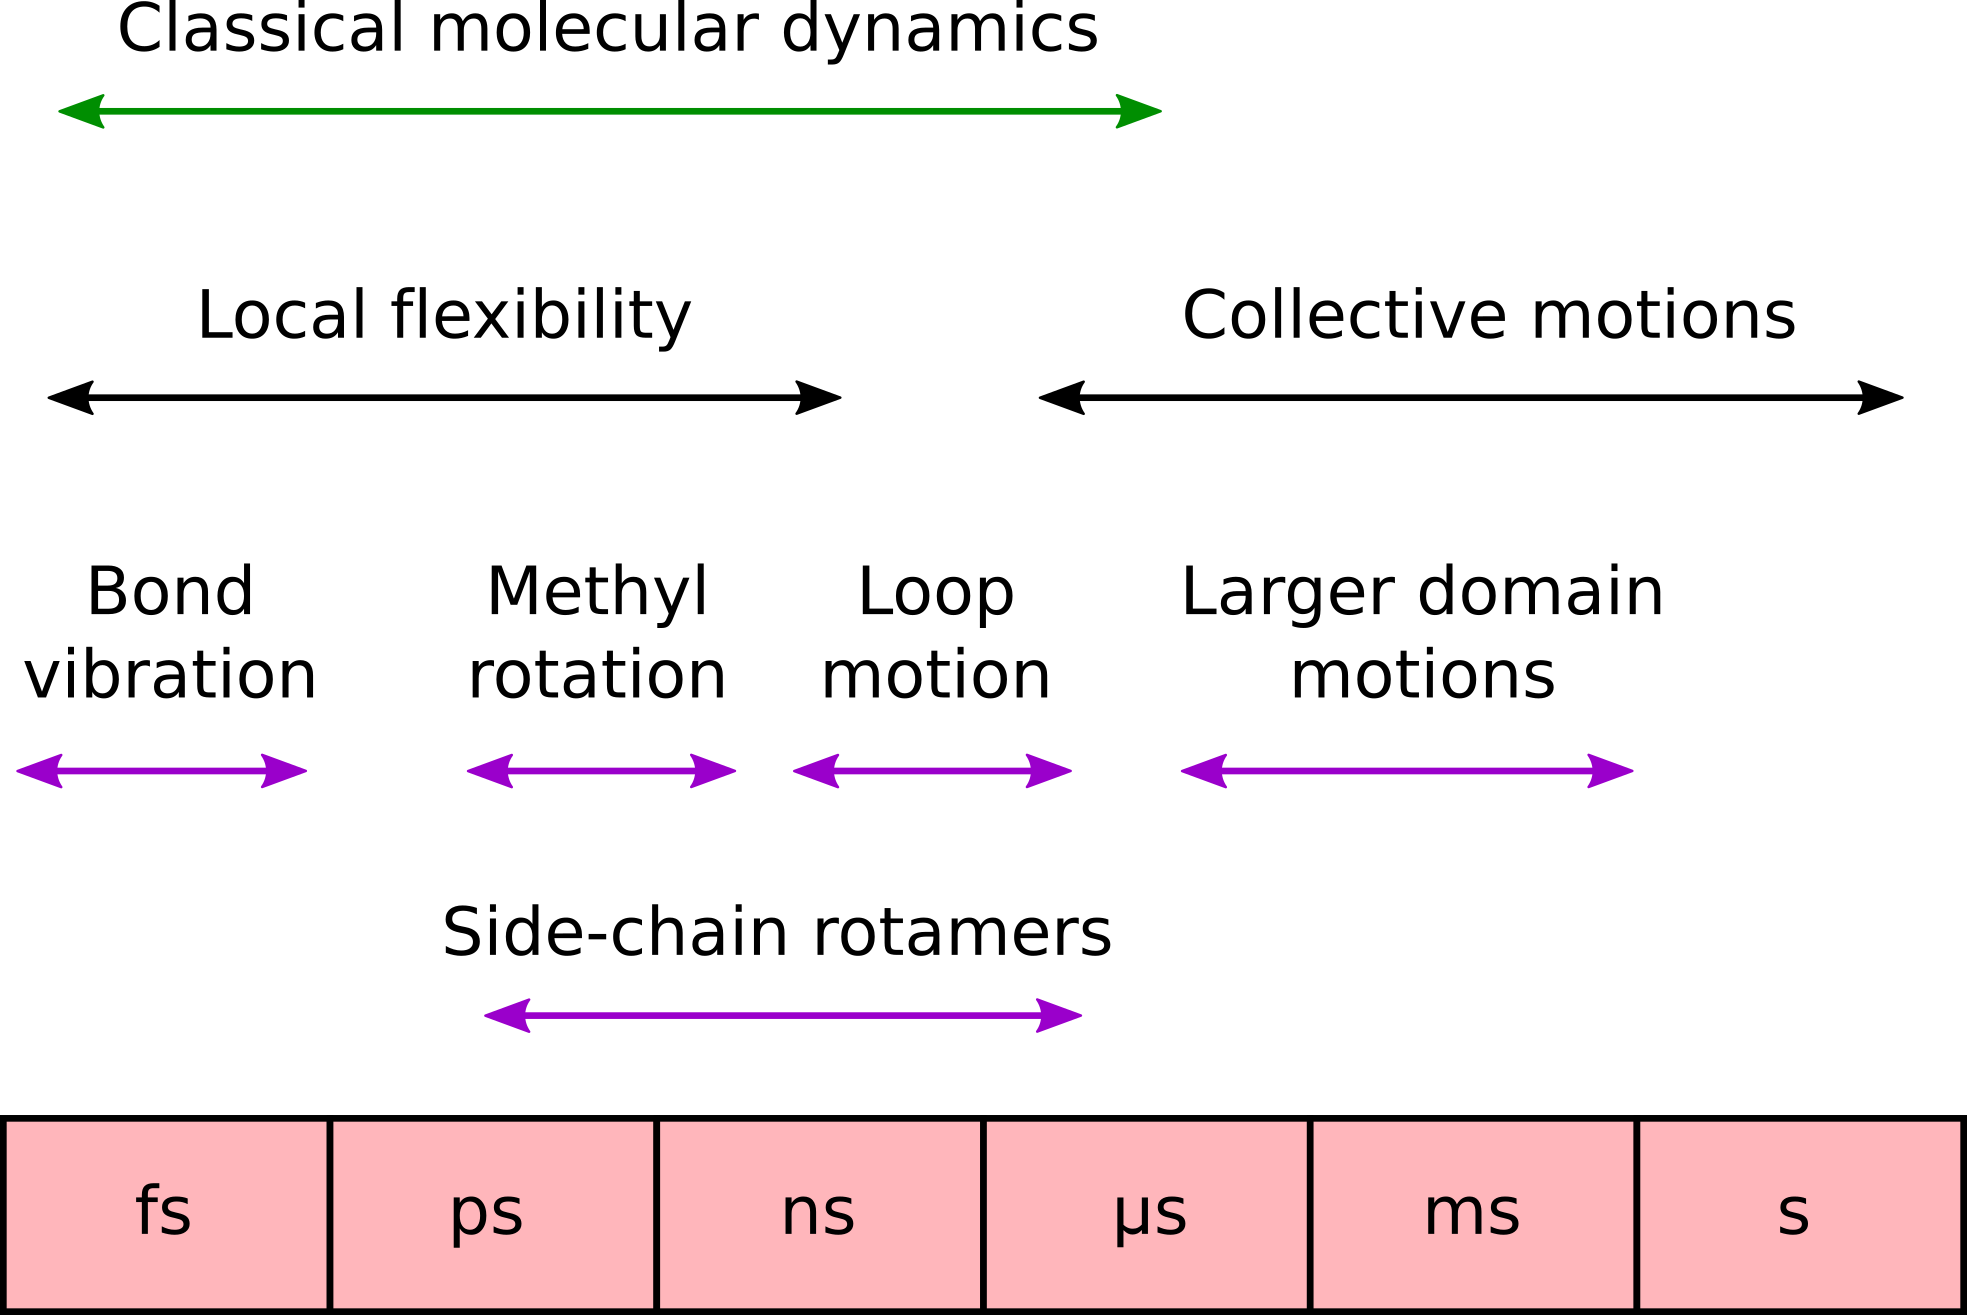 Classical molecular dynamics
Local flexibility
Collective motions
Bond
vibration
Methyl
rotation
Loop
motion
Larger domain
motions
Side-chain rotamers
fs
ps
ns
µs
ms
s